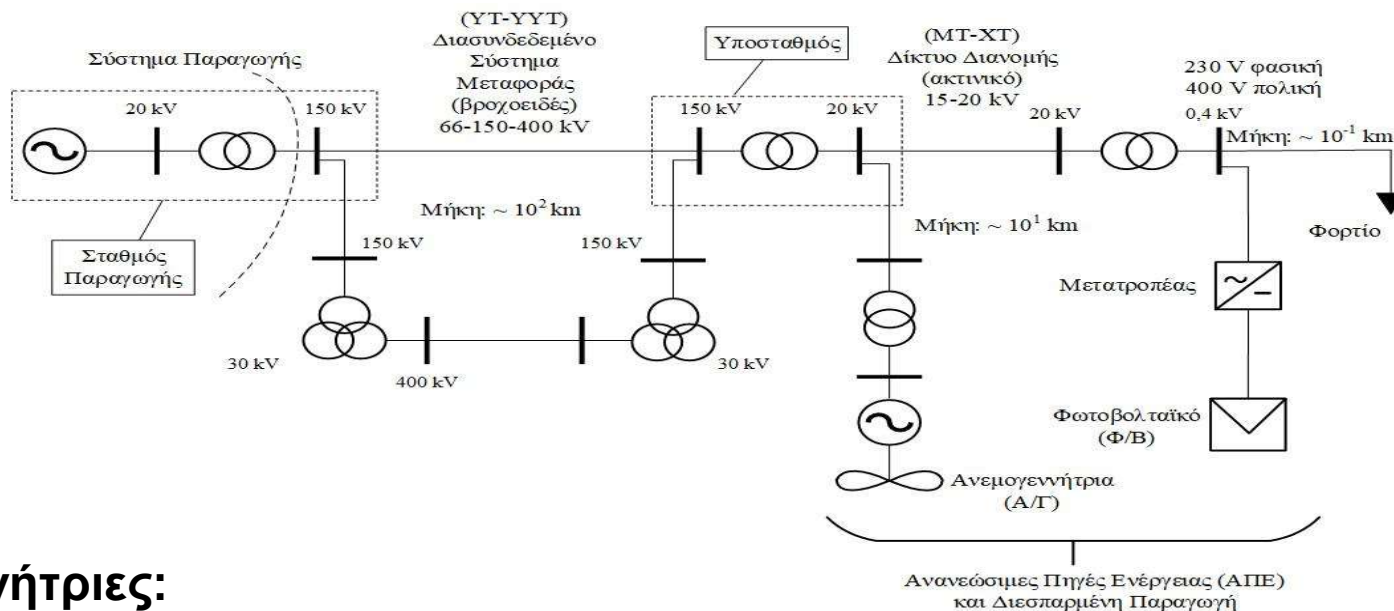 (ΥΤ-ΥΥΤ)
Διασυνδεδεμένο
Σύστημα
Μεταφοράς
(βροχοειδές)
66-150-400 kV
Σύστημα Παραγωγής
Υποσταθμός
(ΜΤ-ΧΤ)
Δίκτυο Διανομής
(ακτινικό)
15-20 kV
230 V φασική
400 V πολική
20 kV
150 kV
150 kV
20 kV
20 kV
0,4 kV
Μήκη: ~ 10⁻¹ km
Μήκη: ~ 10² km
Μήκη: ~ 10¹ km
Φορτίο
Σταθμός
Παραγωγής
150 kV
150 kV
Μετατροπέας
30 kV
400 kV
30 kV
Φωτοβολταϊκό
(Φ/Β)
Ανεμογεννήτρια
(Α/Γ)
Ανανεώσιμες Πηγές Ενέργειας (ΑΠΕ)
και Διεσπαρμένη Παραγωγή
γήτριες: